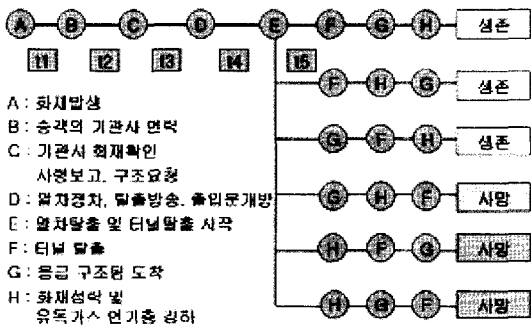 A B C D E F G H 생존
t1 t2 t3 t4 t5
F H G 생존
A : 화재발생
B : 승객의 기관사 연락
G F H 생존
C : 기관사 화재확인
사령보고, 구조요청
D : 열차정차, 탈출방송, 출입문개방
G H F 사망
E : 열차탈출 및 터널탈출 시작
F : 터널 탈출
H F G 사망
G : 응급 구조팀 도착
H : 화재성락 및
유독가스 연기층 강하
H G F 사망